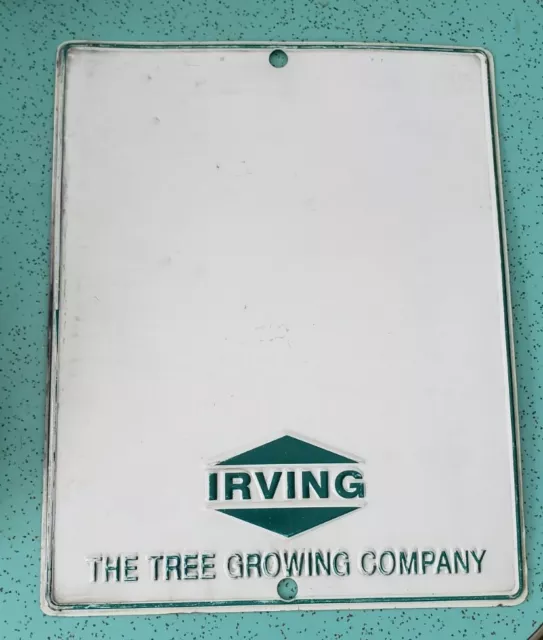 IRVING
THE TREE GROWING COMPANY